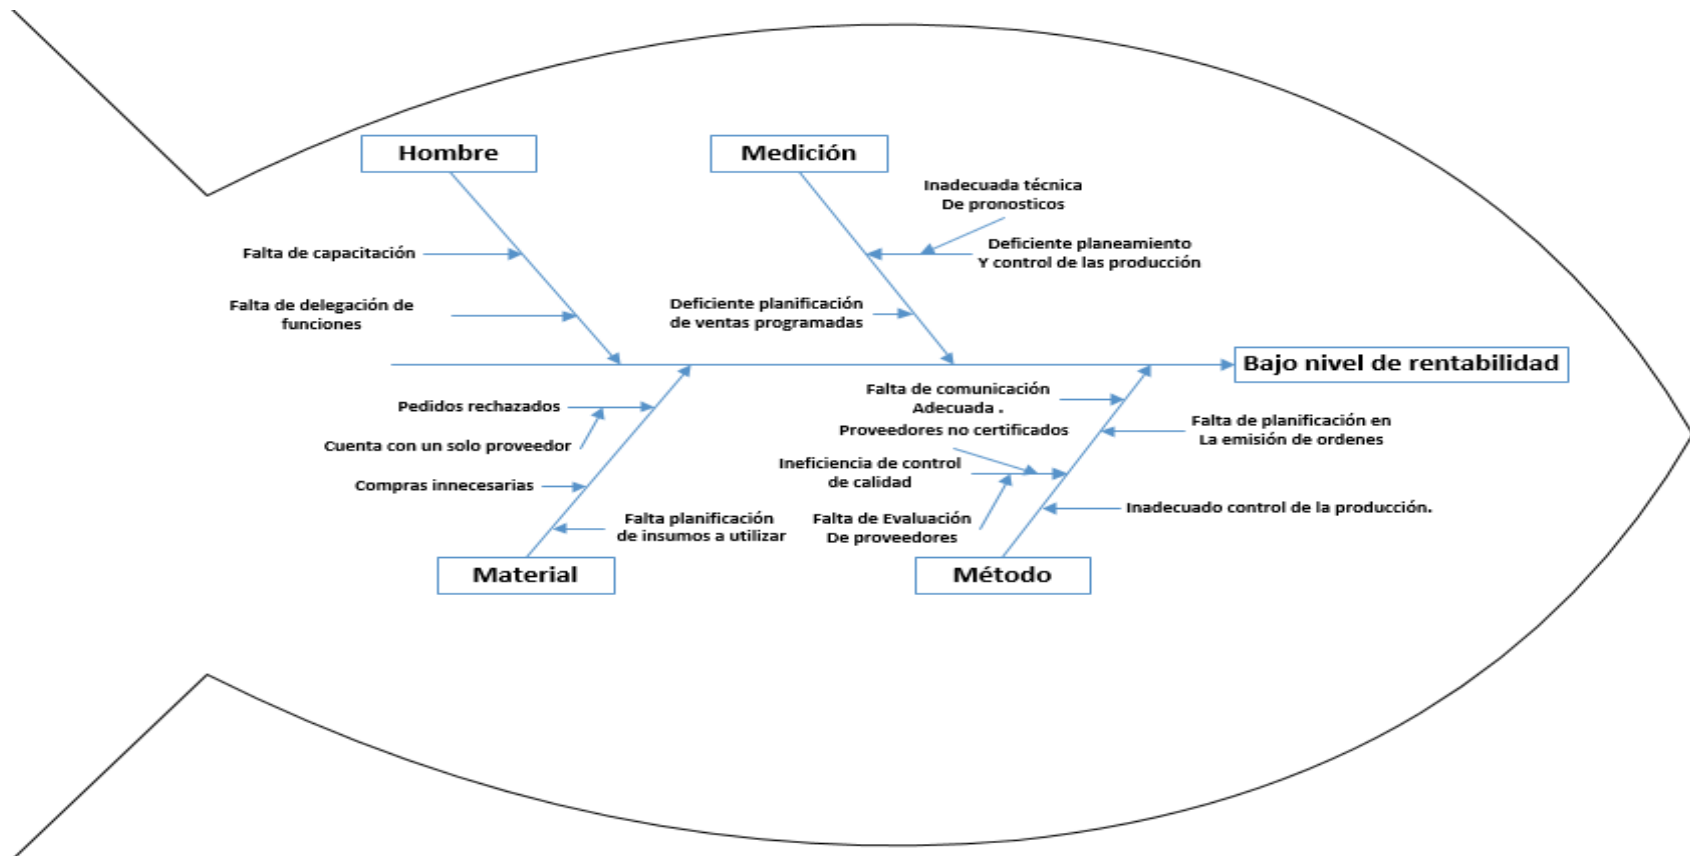 Hombre
Medición
Inadecuada técnica
De pronosticos
Falta de capacitación
Deficiente planeamiento
Y control de las producción
Falta de delegación de
funciones
Deficiente planificación
de ventas programadas
Bajo nivel de rentabilidad
Pedidos rechazados
Cuenta con un solo proveedor
Compras innecesarias
Falta planificación
de insumos a utilizar
Material
Falta de comunicación
Adecuada .
Proveedores no certificados
Falta de planificación en
La emisión de ordenes
Ineficiencia de control
de calidad
Inadecuado control de la producción.
Falta de Evaluación
De proveedores
Método